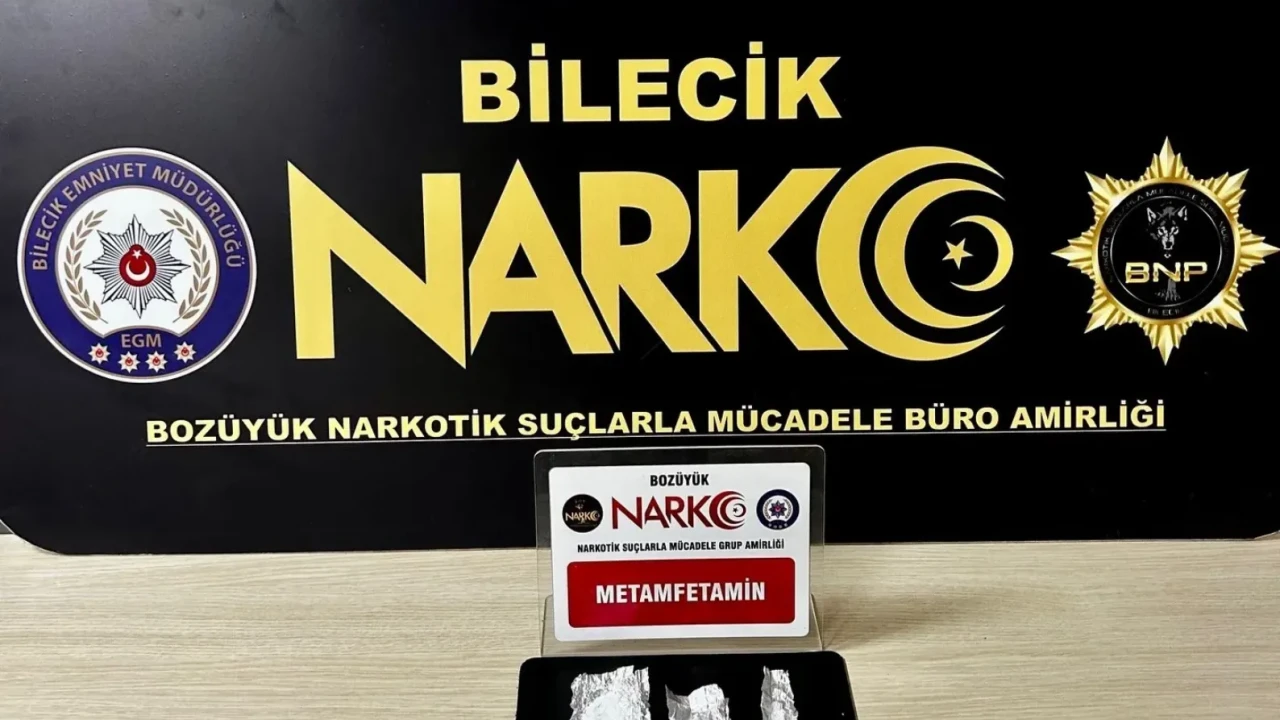 BİLECİK
NARKO
BİLECİK EMNİYET MÜDÜRLÜĞÜ
EGM
BNP
BOZÜYÜK NARKOTİK SUÇLARLA MÜCADELE BÜRO AMİRLİĞİ
BOZÜYÜK
NARKO
NARKO
NARKOTİK SUÇLARLA MÜCADELE GRUP AMİRLİĞİ
METAMFETAMİN